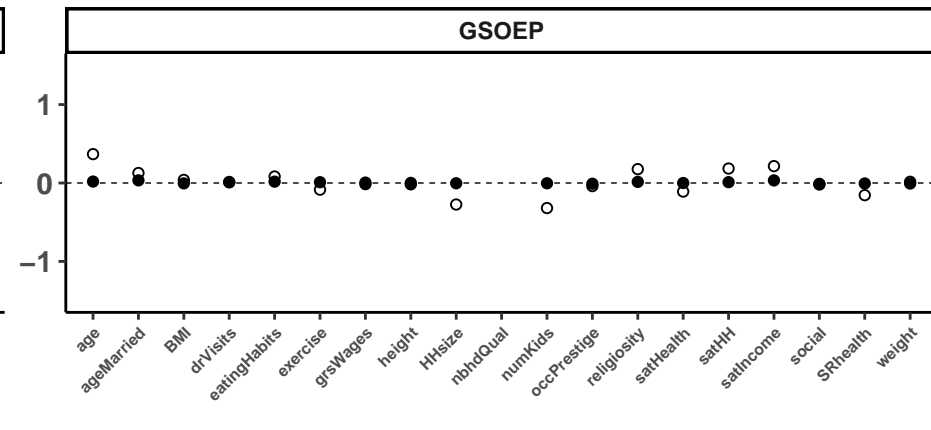 GSOEP
1
0
−1
age
ageMarried
BMI
drVisits
eatingHabits
exercise
grsWages
height
HHsize
nbhdQual
numKids
occPrestige
religiosity
satHealth
satHH
satIncome
social
SRhealth
weight